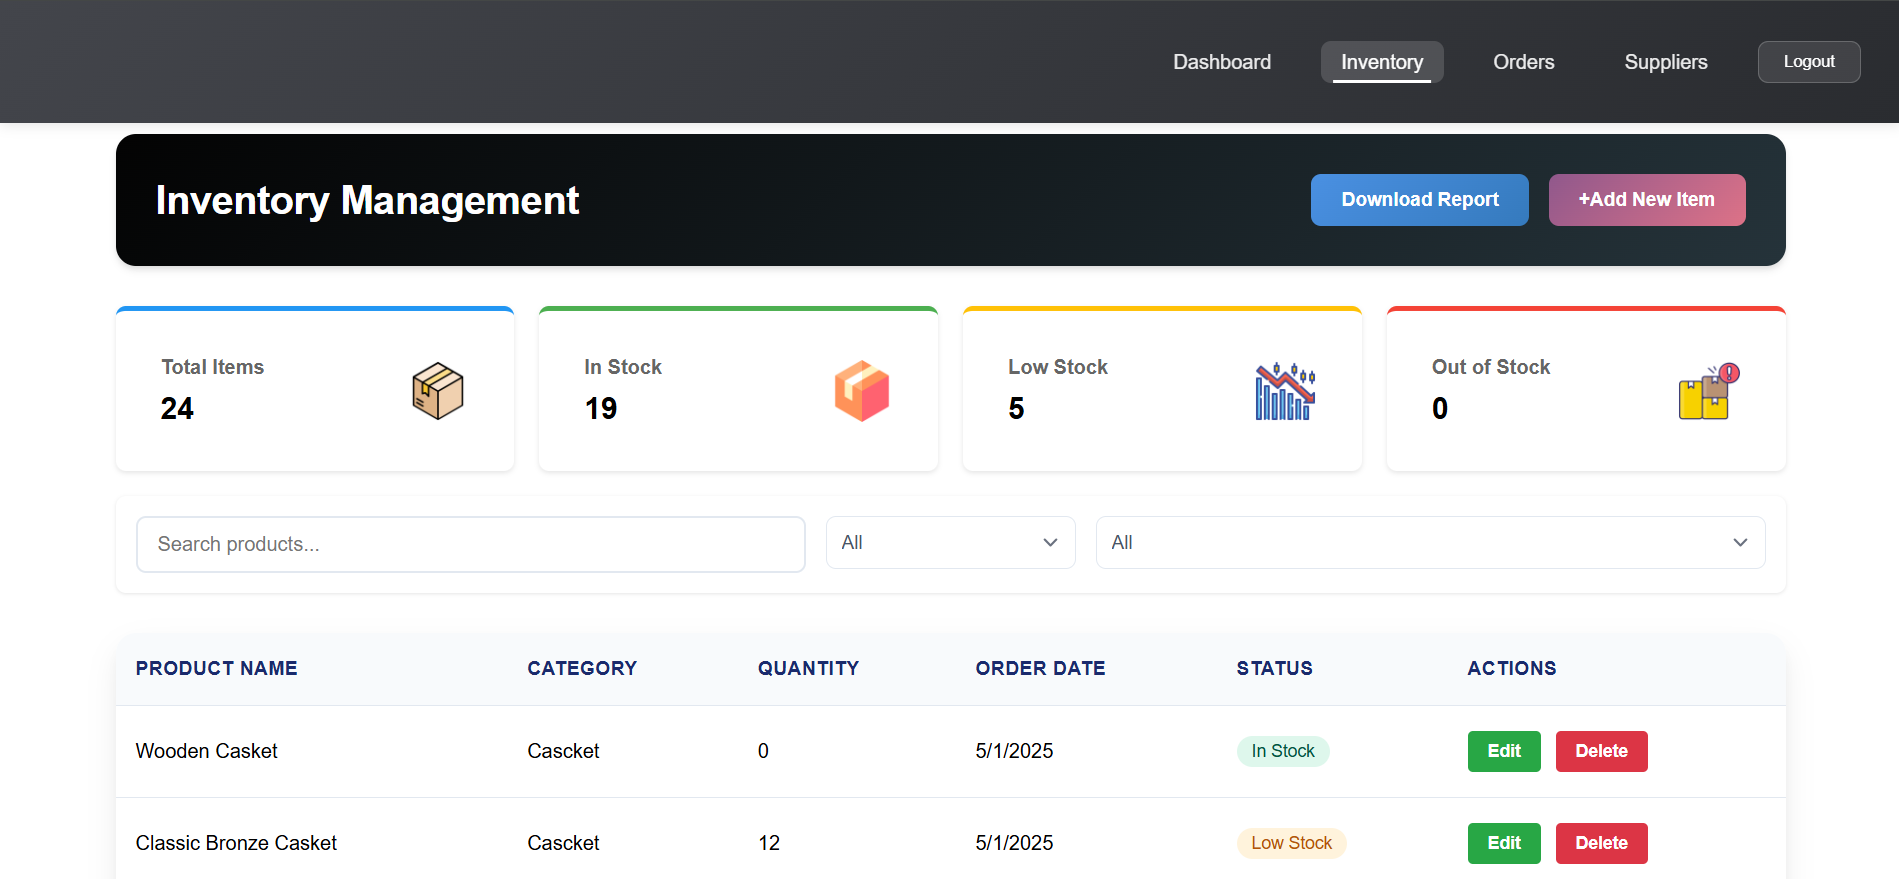 Dashboard Inventory Orders Suppliers Logout
Inventory Management Download Report +Add New Item
Total Items In Stock Low Stock Out of Stock
24 19 5 0
Search products... All All
PRODUCT NAME CATEGORY QUANTITY ORDER DATE STATUS ACTIONS
Wooden Casket Cascket 0 5/1/2025 In Stock Edit Delete
Classic Bronze Casket Cascket 12 5/1/2025 Low Stock Edit Delete